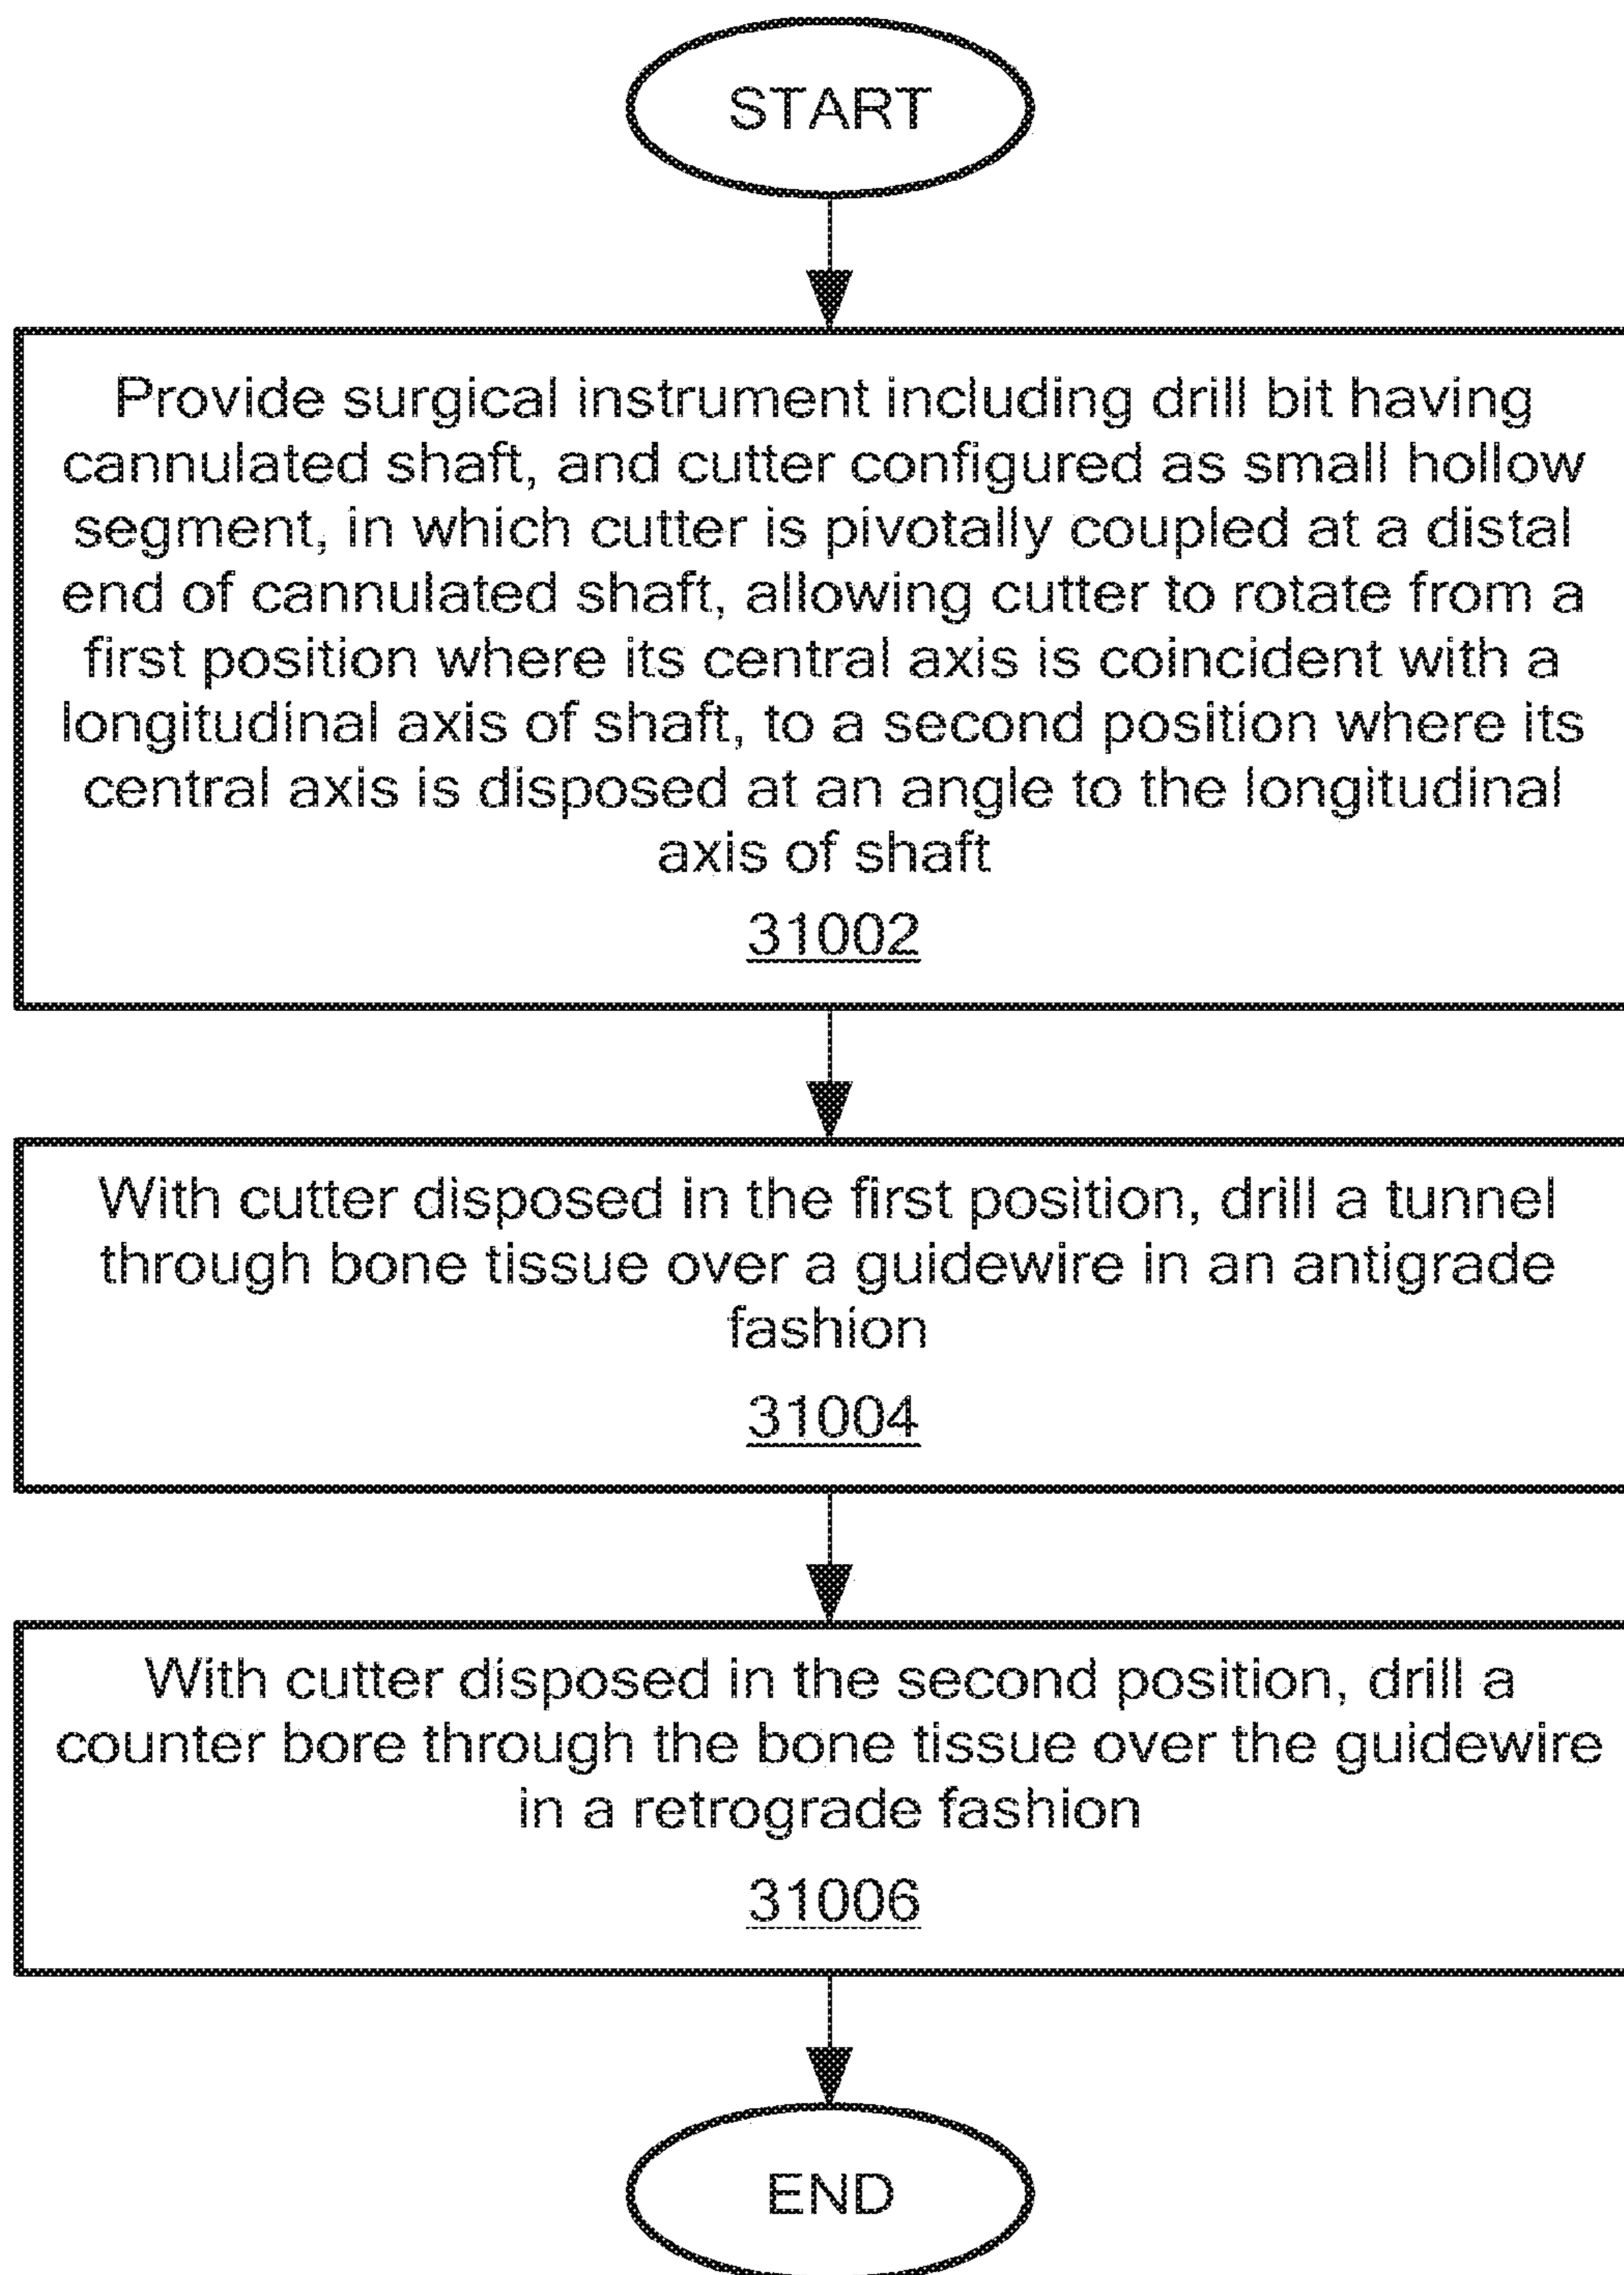 START
Provide surgical instrument including drill bit having
cannulated shaft, and cutter configured as small hollow
segment, in which cutter is pivotally coupled at a distal
end of cannulated shaft, allowing cutter to rotate from a
first position where its central axis is coincident with a
longitudinal axis of shaft, to a second position where its
central axis is disposed at an angle to the longitudinal
axis of shaft
31002
With cutter disposed in the first position, drill a tunnel
through bone tissue over a guidewire in an antigrade
fashion
31004
With cutter disposed in the second position, drill a
counter bore through the bone tissue over the guidewire
in a retrograde fashion
31006
END